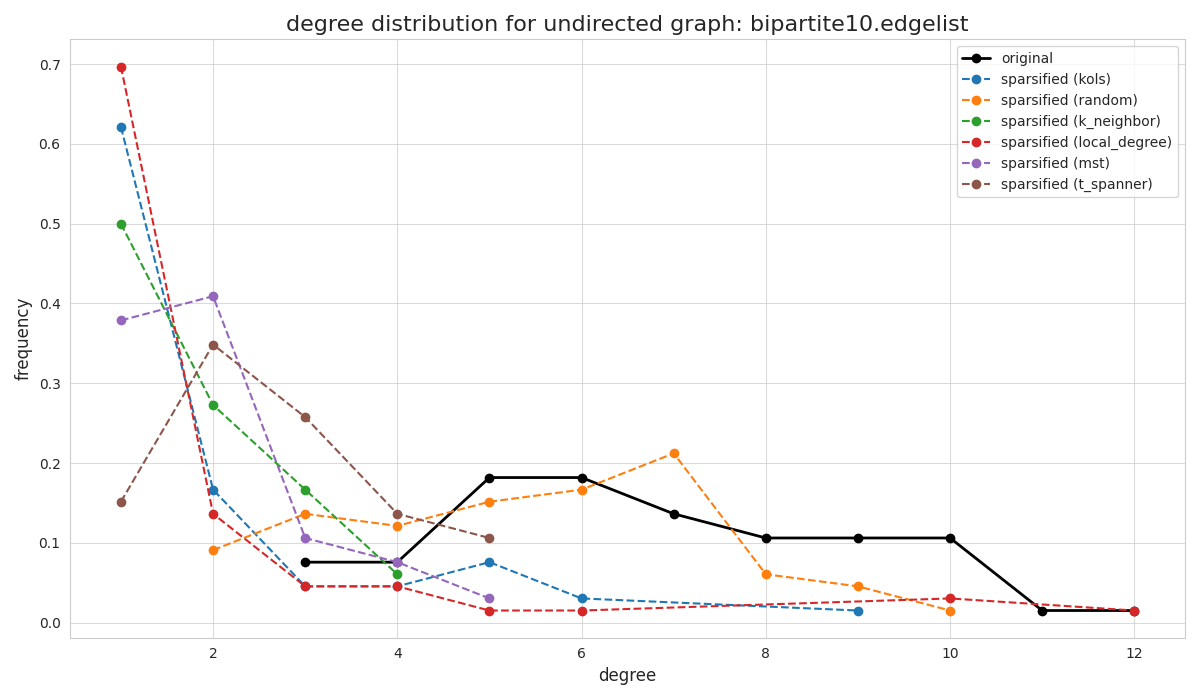 degree distribution for undirected graph: bipartite10.edgelist
original
sparsified (kols)
sparsified (random)
sparsified (k_neighbor)
sparsified (local_degree)
sparsified (mst)
sparsified (t_spanner)
frequency
0.7
0.6
0.5
0.4
0.3
0.2
0.1
0.0
2 4 6 8 10 12
degree